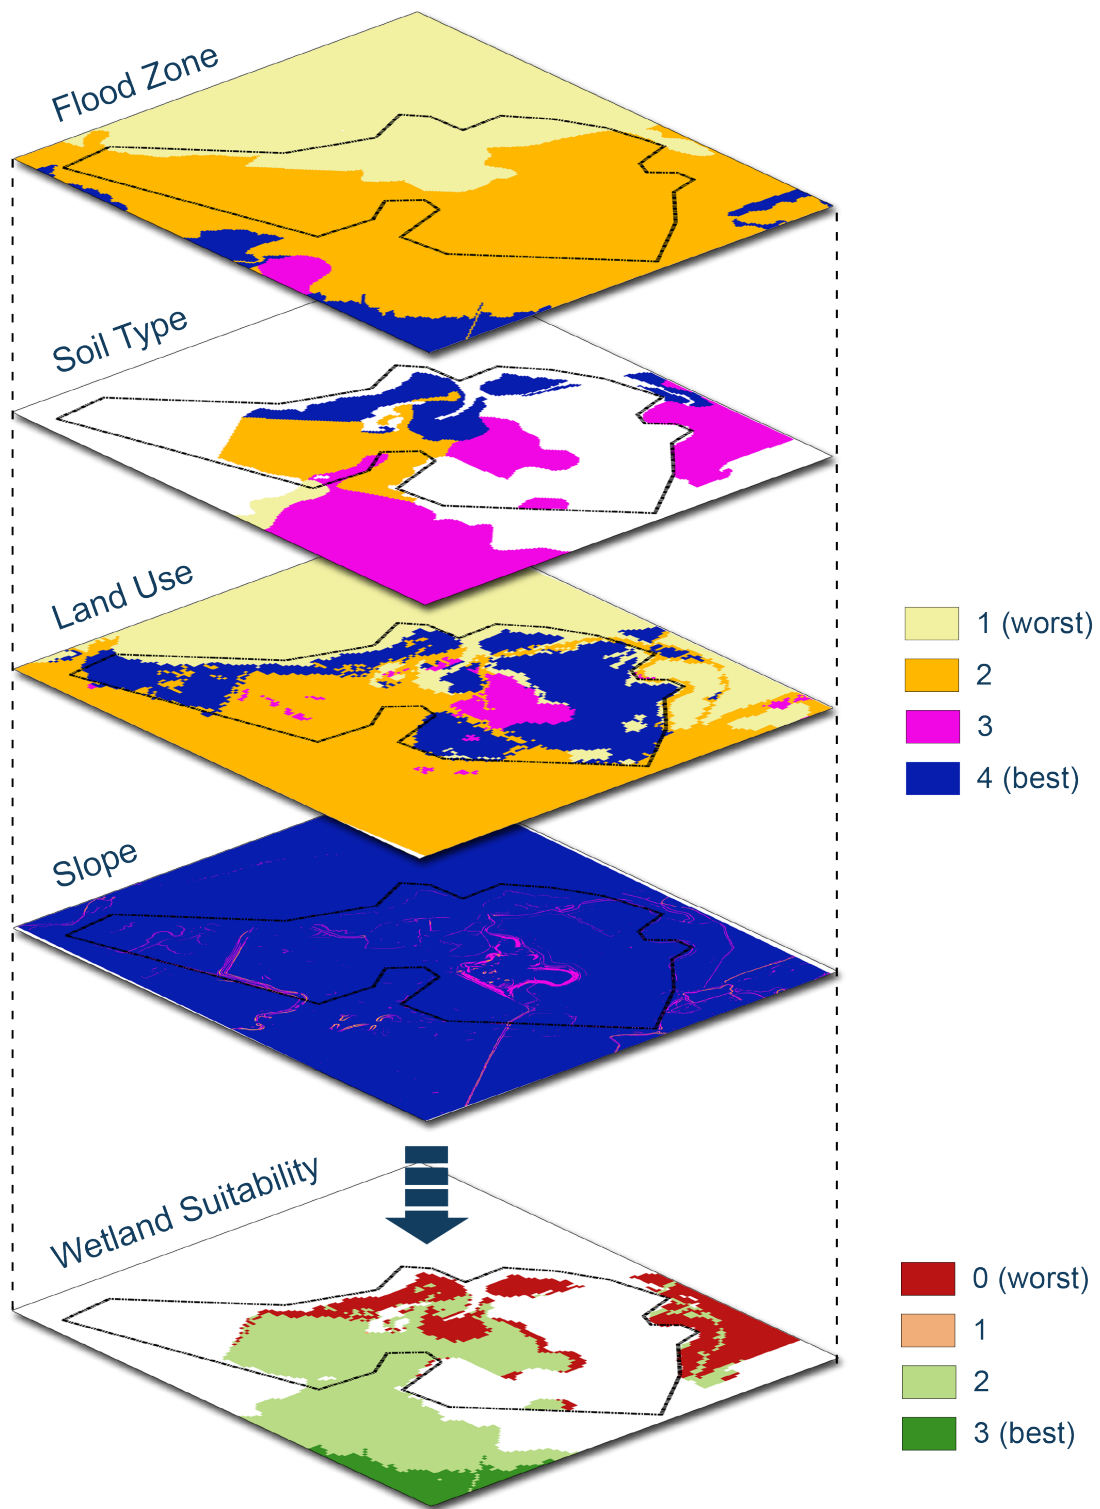 Flood Zone
Soil Type
Land Use
1 (worst)
2
3
4 (best)
Slope
Wetland Suitability
0 (worst)
1
2
3 (best)